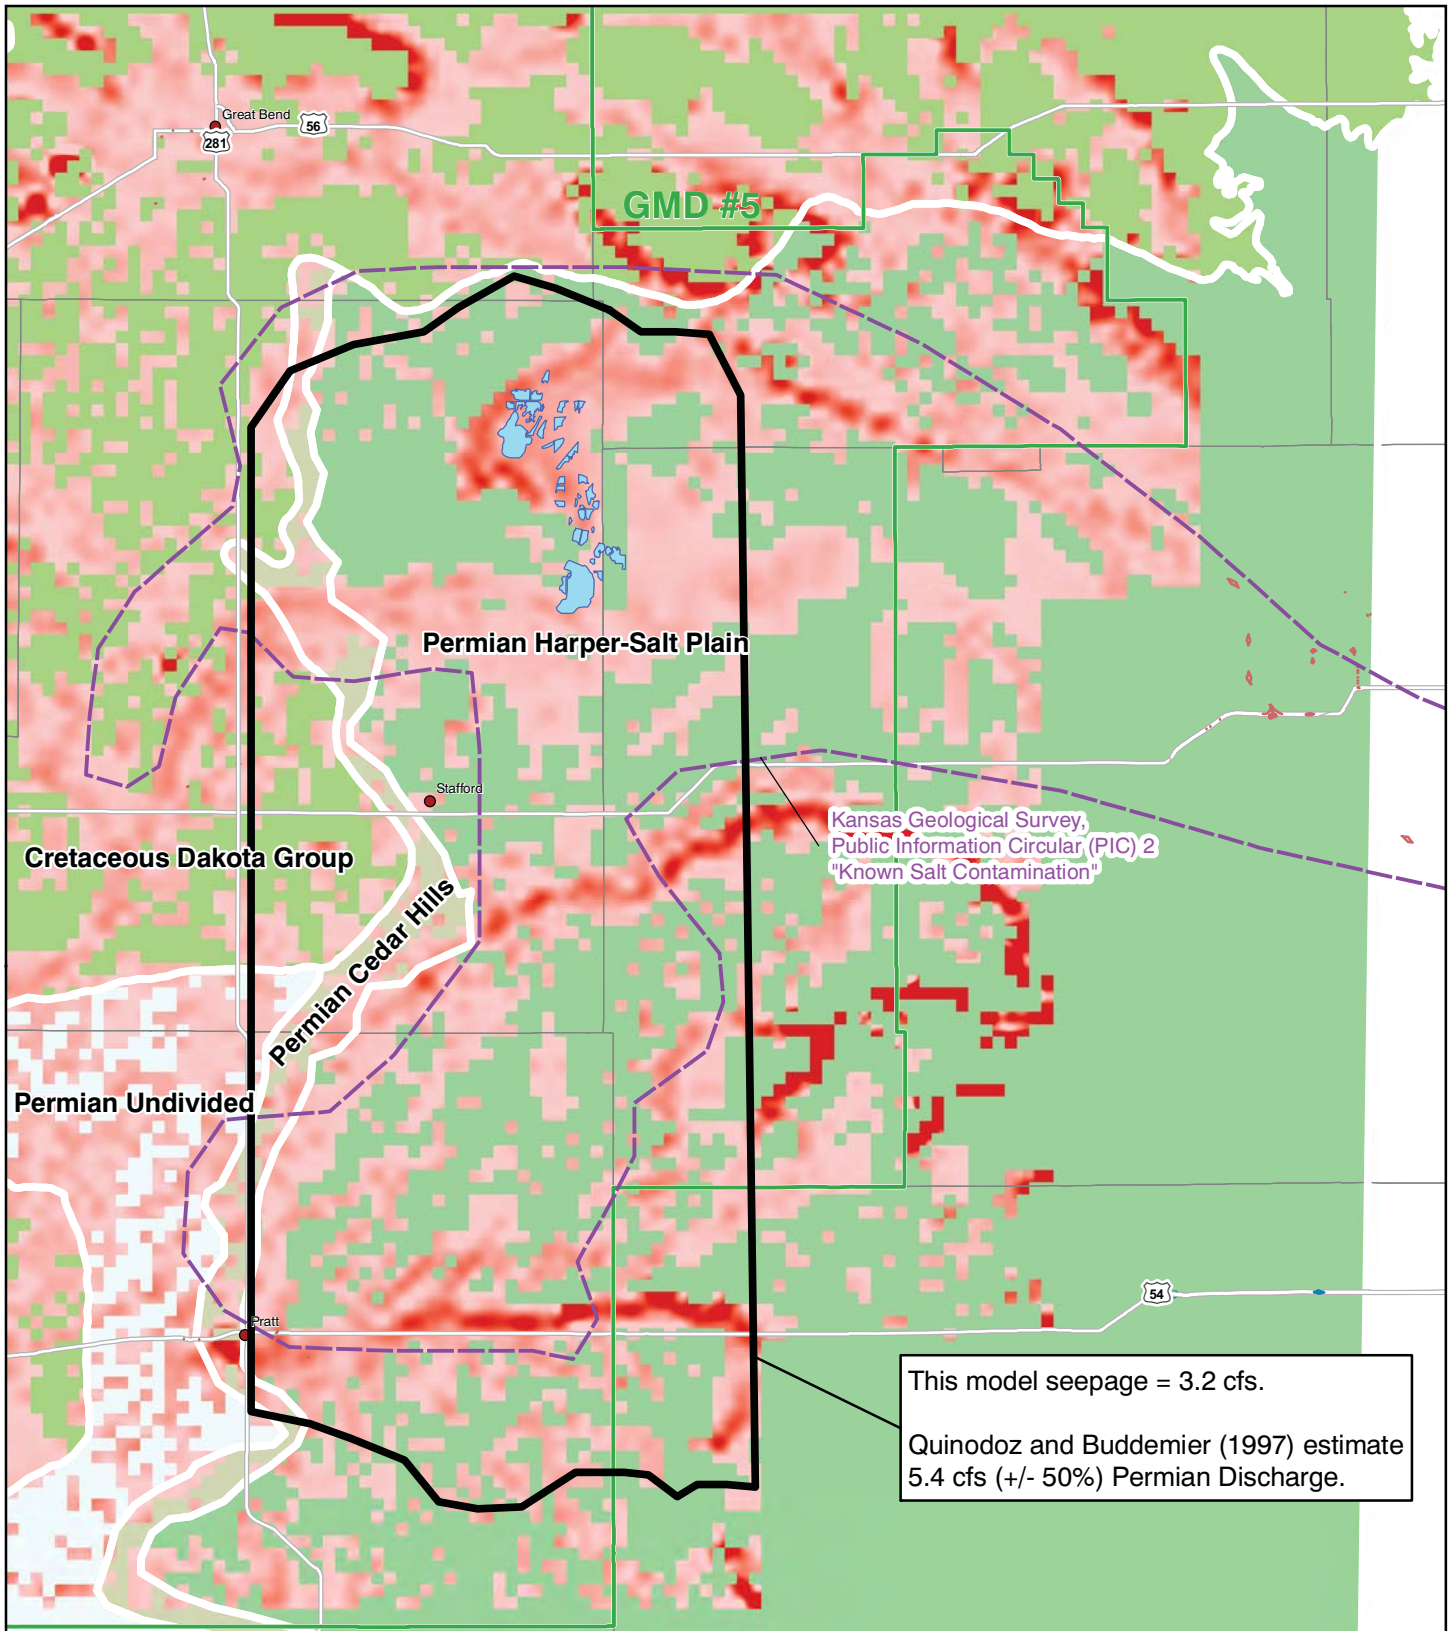 Great Bend
56
281
GMD #5
Permian Harper-Salt Plain
Stafford
Kansas Geological Survey,
Public Information Circular (PIC) 2
"Known Salt Contamination"
Cretaceous Dakota Group
Permian Cedar Hills
Permian Undivided
54
Pratt
This model seepage = 3.2 cfs.
Quinodoz and Buddemier (1997) estimate
5.4 cfs (+/- 50%) Permian Discharge.